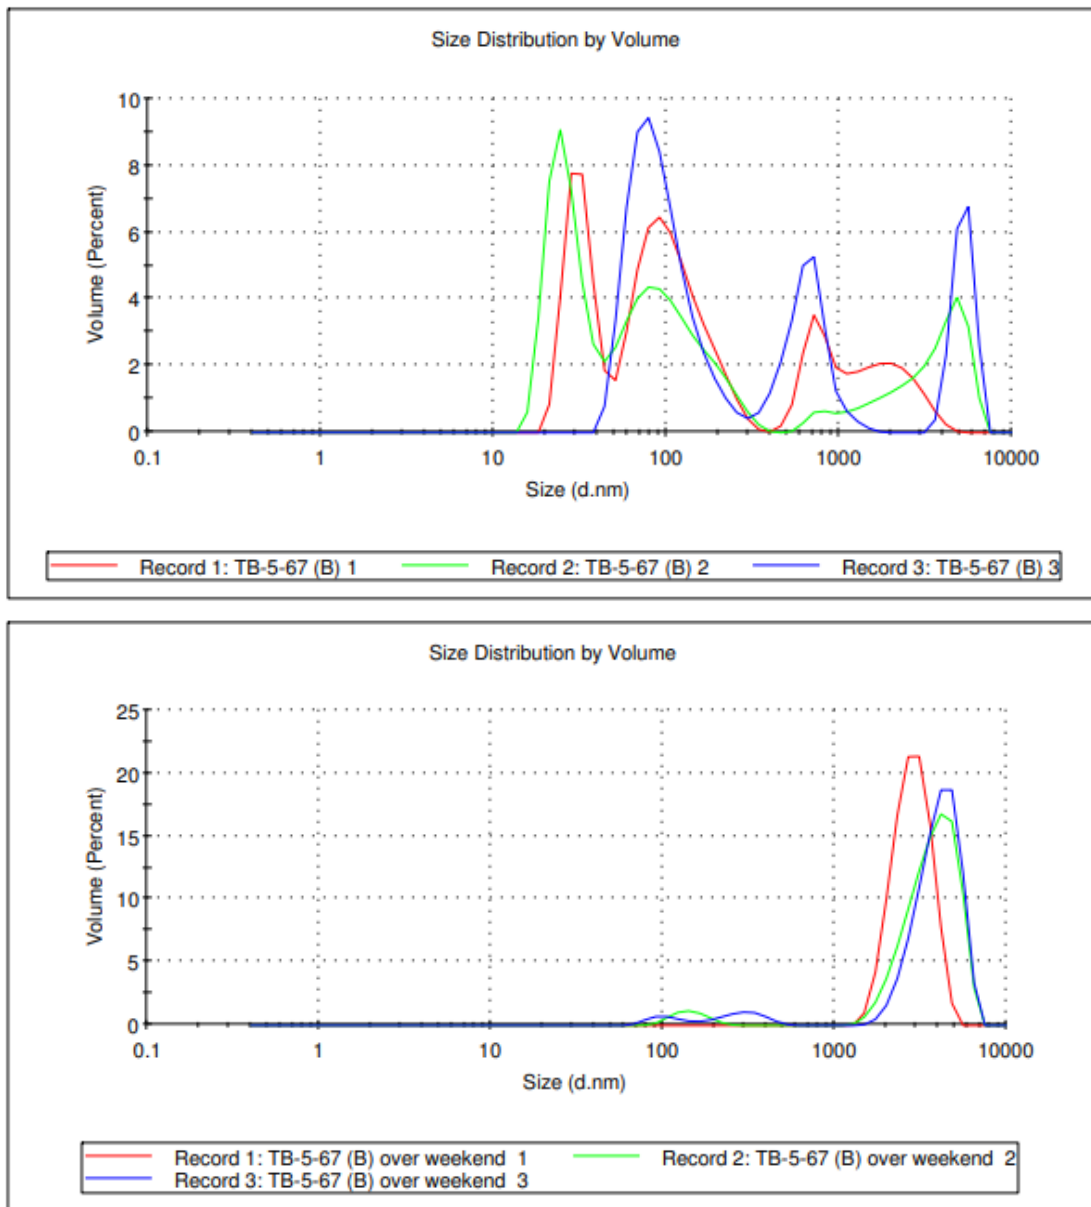 Size Distribution by Volume
10
8
6
4
2
0
Volume (Percent)
0.1 1 10 100 1000 10000
Size (d.nm)
Record 1: TB-5-67 (B) 1 Record 2: TB-5-67 (B) 2 Record 3: TB-5-67 (B) 3
Size Distribution by Volume
25
20
15
10
5
0
Volume (Percent)
0.1 1 10 100 1000 10000
Size (d.nm)
Record 1: TB-5-67 (B) over weekend 1 Record 2: TB-5-67 (B) over weekend 2
Record 3: TB-5-67 (B) over weekend 3